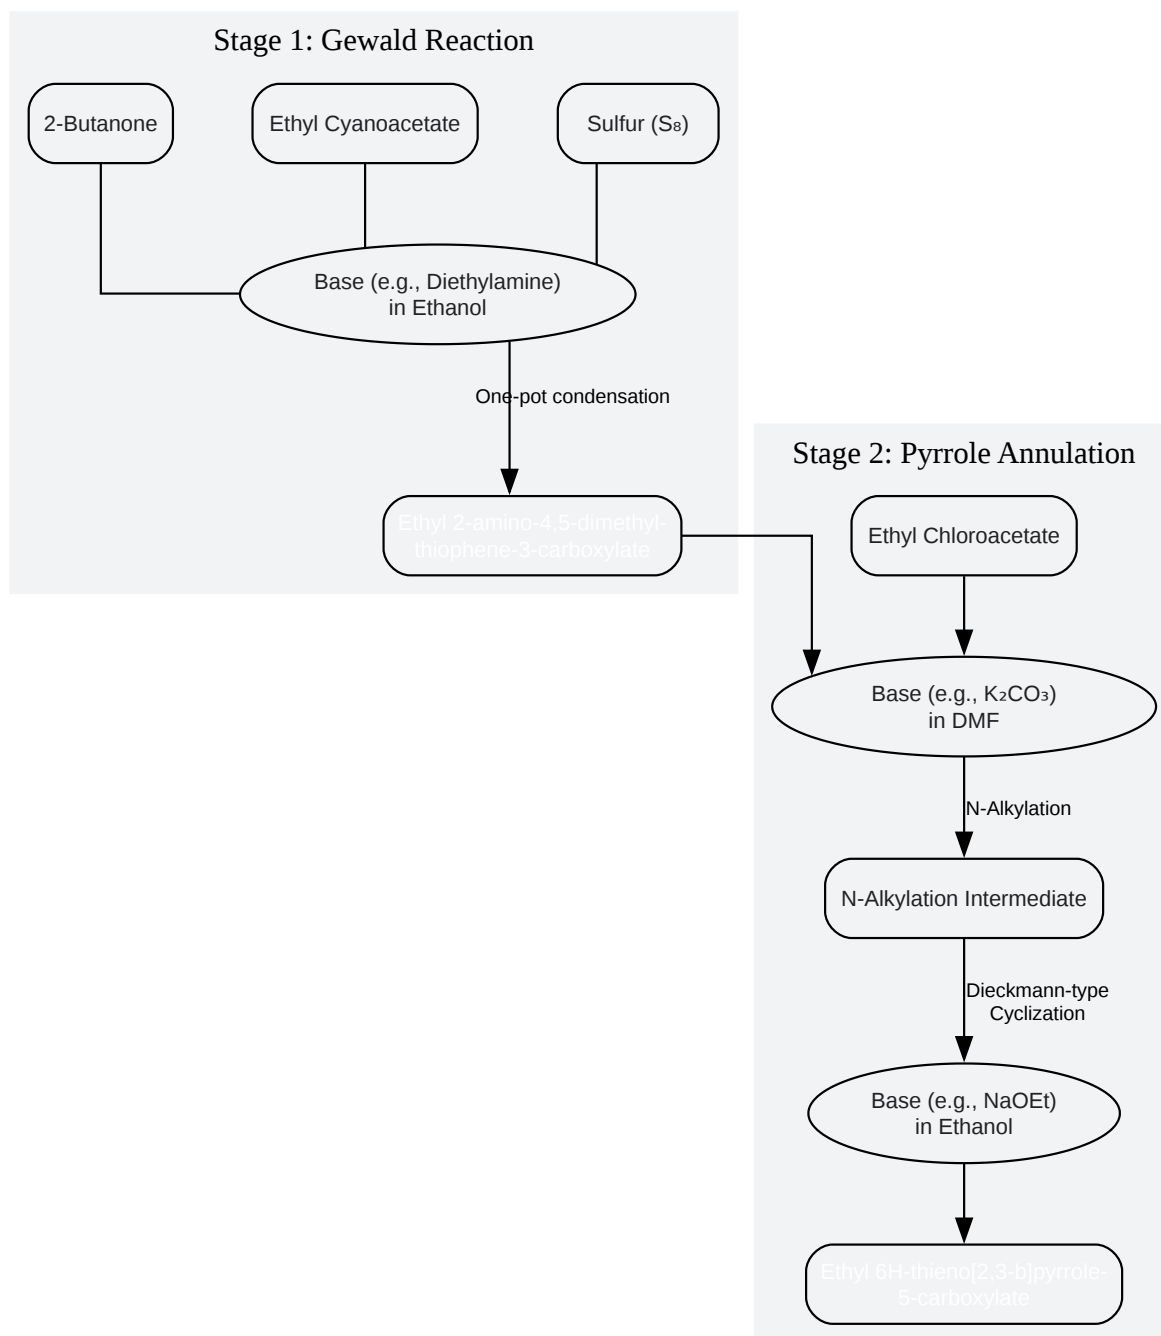 Stage 1: Gewald Reaction
2-Butanone
Ethyl Cyanoacetate
Sulfur (S₈)
Base (e.g., Diethylamine)
in Ethanol
One-pot condensation
Ethyl 2-amino-4,5-dimethyl-
thiophene-3-carboxylate
Stage 2: Pyrrole Annulation
Ethyl Chloroacetate
Base (e.g., K₂CO₃)
in DMF
N-Alkylation
N-Alkylation Intermediate
Dieckmann-type
Cyclization
Base (e.g., NaOEt)
in Ethanol
Ethyl 6H-thieno[2,3-b]pyrrole-
5-carboxylate